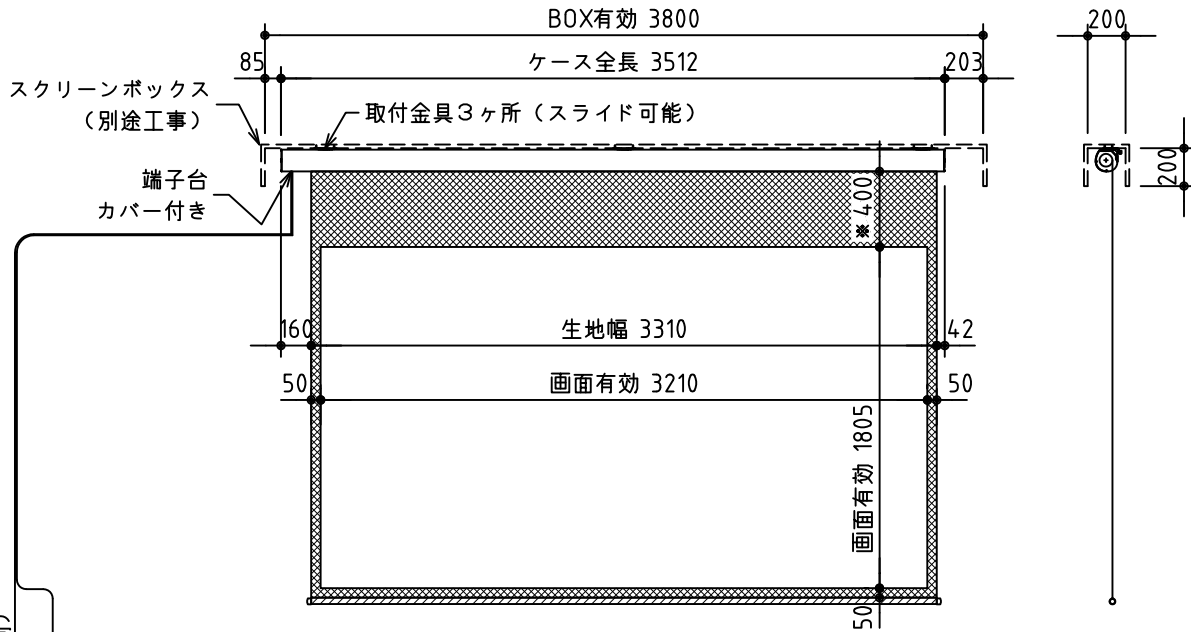 BOX有効 3800
200
85
ケース全長 3512
203
スクリーンボックス
（別途工事）
取付金具３ヶ所（スライド可能）
200
端子台
カバー付き
※400
160
生地幅 3310
42
50
画面有効 3210
50
画面有効 1805
50